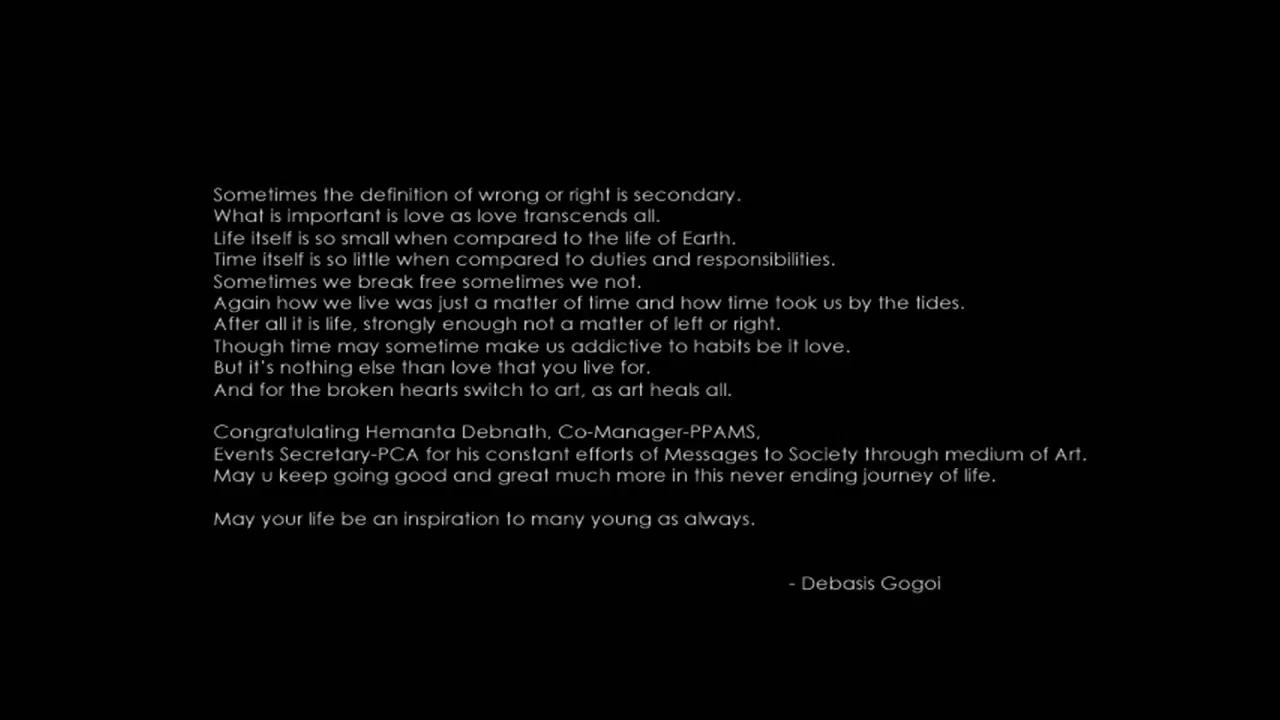 Sometimes the definition of wrong or right is secondary.
What is important is love as love transcends all.
Life itself is so small when compared to the life of Earth.
Time itself is so little when compared to duties and responsibilities.
Sometimes we break free sometimes we not.
Again how we live was just a matter of time and how time took us by the tides.
After all it is life, strongly enough not a matter of left or right.
Though time may sometime make us addictive to habits be it love.
But it's nothing else than love that you live for.
And for the broken hearts switch to art, as art heals all.
Congratulating Hemanta Debnath, Co-Manager-PPAMS,
Events Secretary-PCA for his constant efforts of Messages to Society through medium of Art.
May u keep going good and great much more in this never ending journey of life.
May your life be an inspiration to many young as always.
- Debasis Gogoi